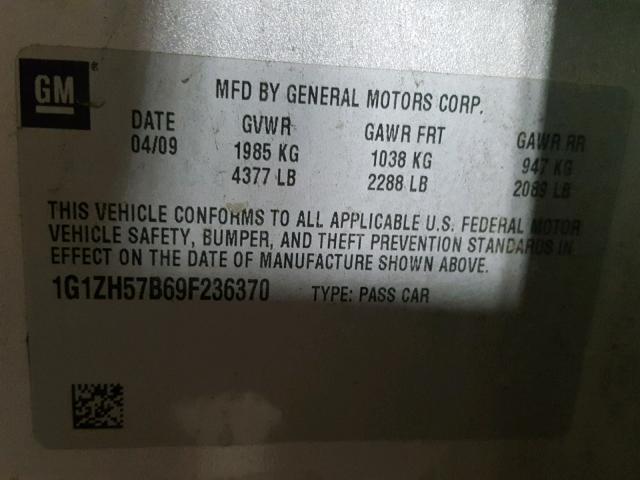 GM ®
MFD BY GENERAL MOTORS CORP.
DATE GVWR GAWR FRT GAWR RR
04/09 1985 KG 1038 KG 947 KG
4377 LB 2288 LB 2089 LB
THIS VEHICLE CONFORMS TO ALL APPLICABLE U.S. FEDERAL MOTOR
VEHICLE SAFETY, BUMPER, AND THEFT PREVENTION STANDARDS IN
EFFECT ON THE DATE OF MANUFACTURE SHOWN ABOVE.
1G1ZH57B69F236370 TYPE: PASS CAR